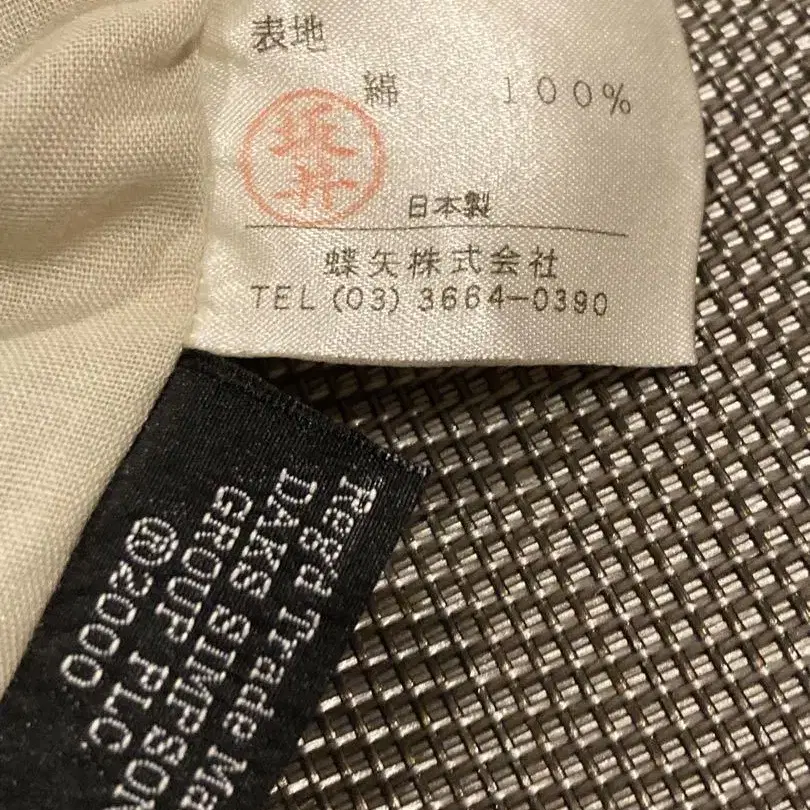 表地
綿 100%
日本製
蝶矢株式会社
TEL (03) 3664-0390
Reg'd Trade Ma
DAKS SIMPSON
GROUP PLC.
@2000